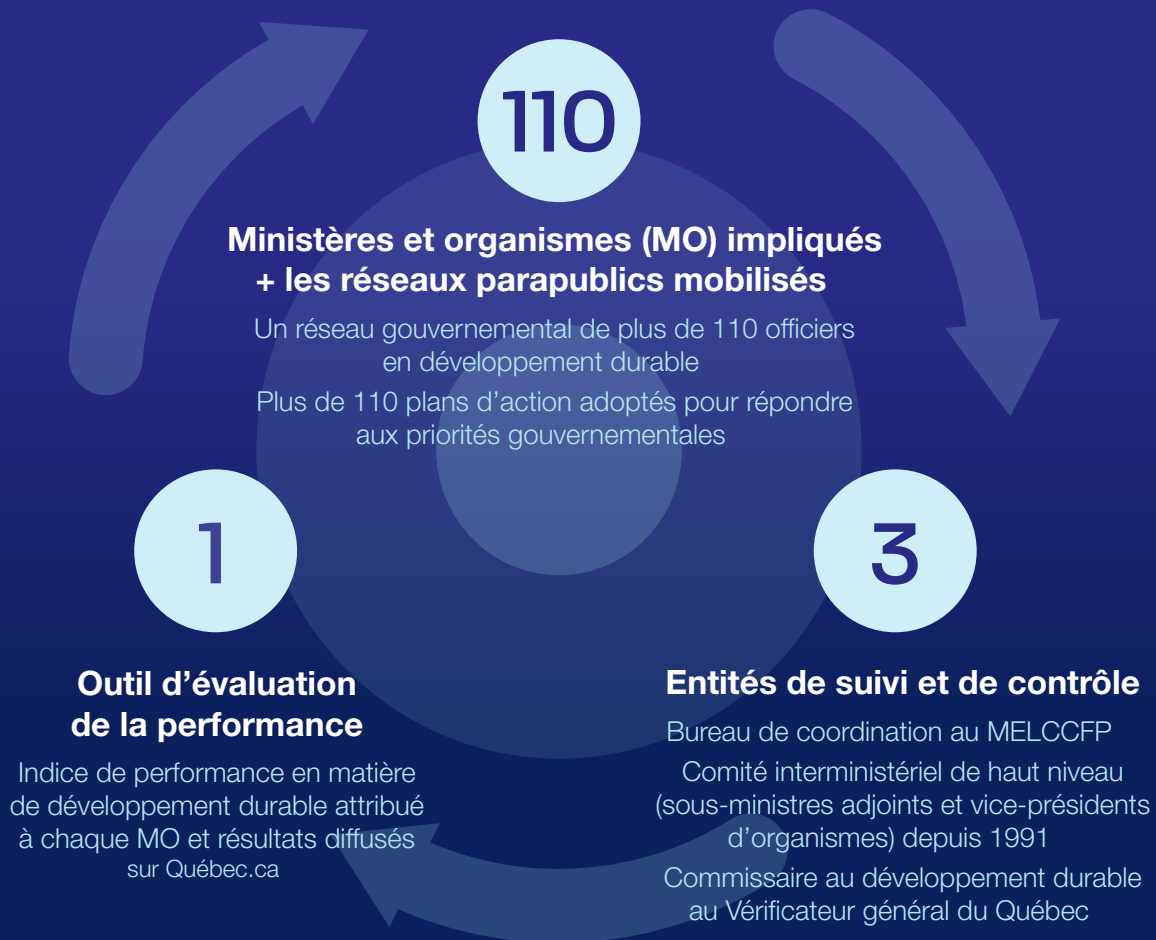 110
Ministères et organismes (MO) impliqués
+ les réseaux parapublics mobilisés
Un réseau gouvernemental de plus de 110 officiers
en développement durable
Plus de 110 plans d’action adoptés pour répondre
aux priorités gouvernementales
1
Outil d’évaluation
de la performance
Indice de performance en matière
de développement durable attribué
à chaque MO et résultats diffusés
sur Québec.ca
3
Entités de suivi et de contrôle
Bureau de coordination au MELCCFP
Comité interministériel de haut niveau
(sous-ministres adjoints et vice-présidents
d’organismes) depuis 1991
Commissaire au développement durable
au Vérificateur général du Québec